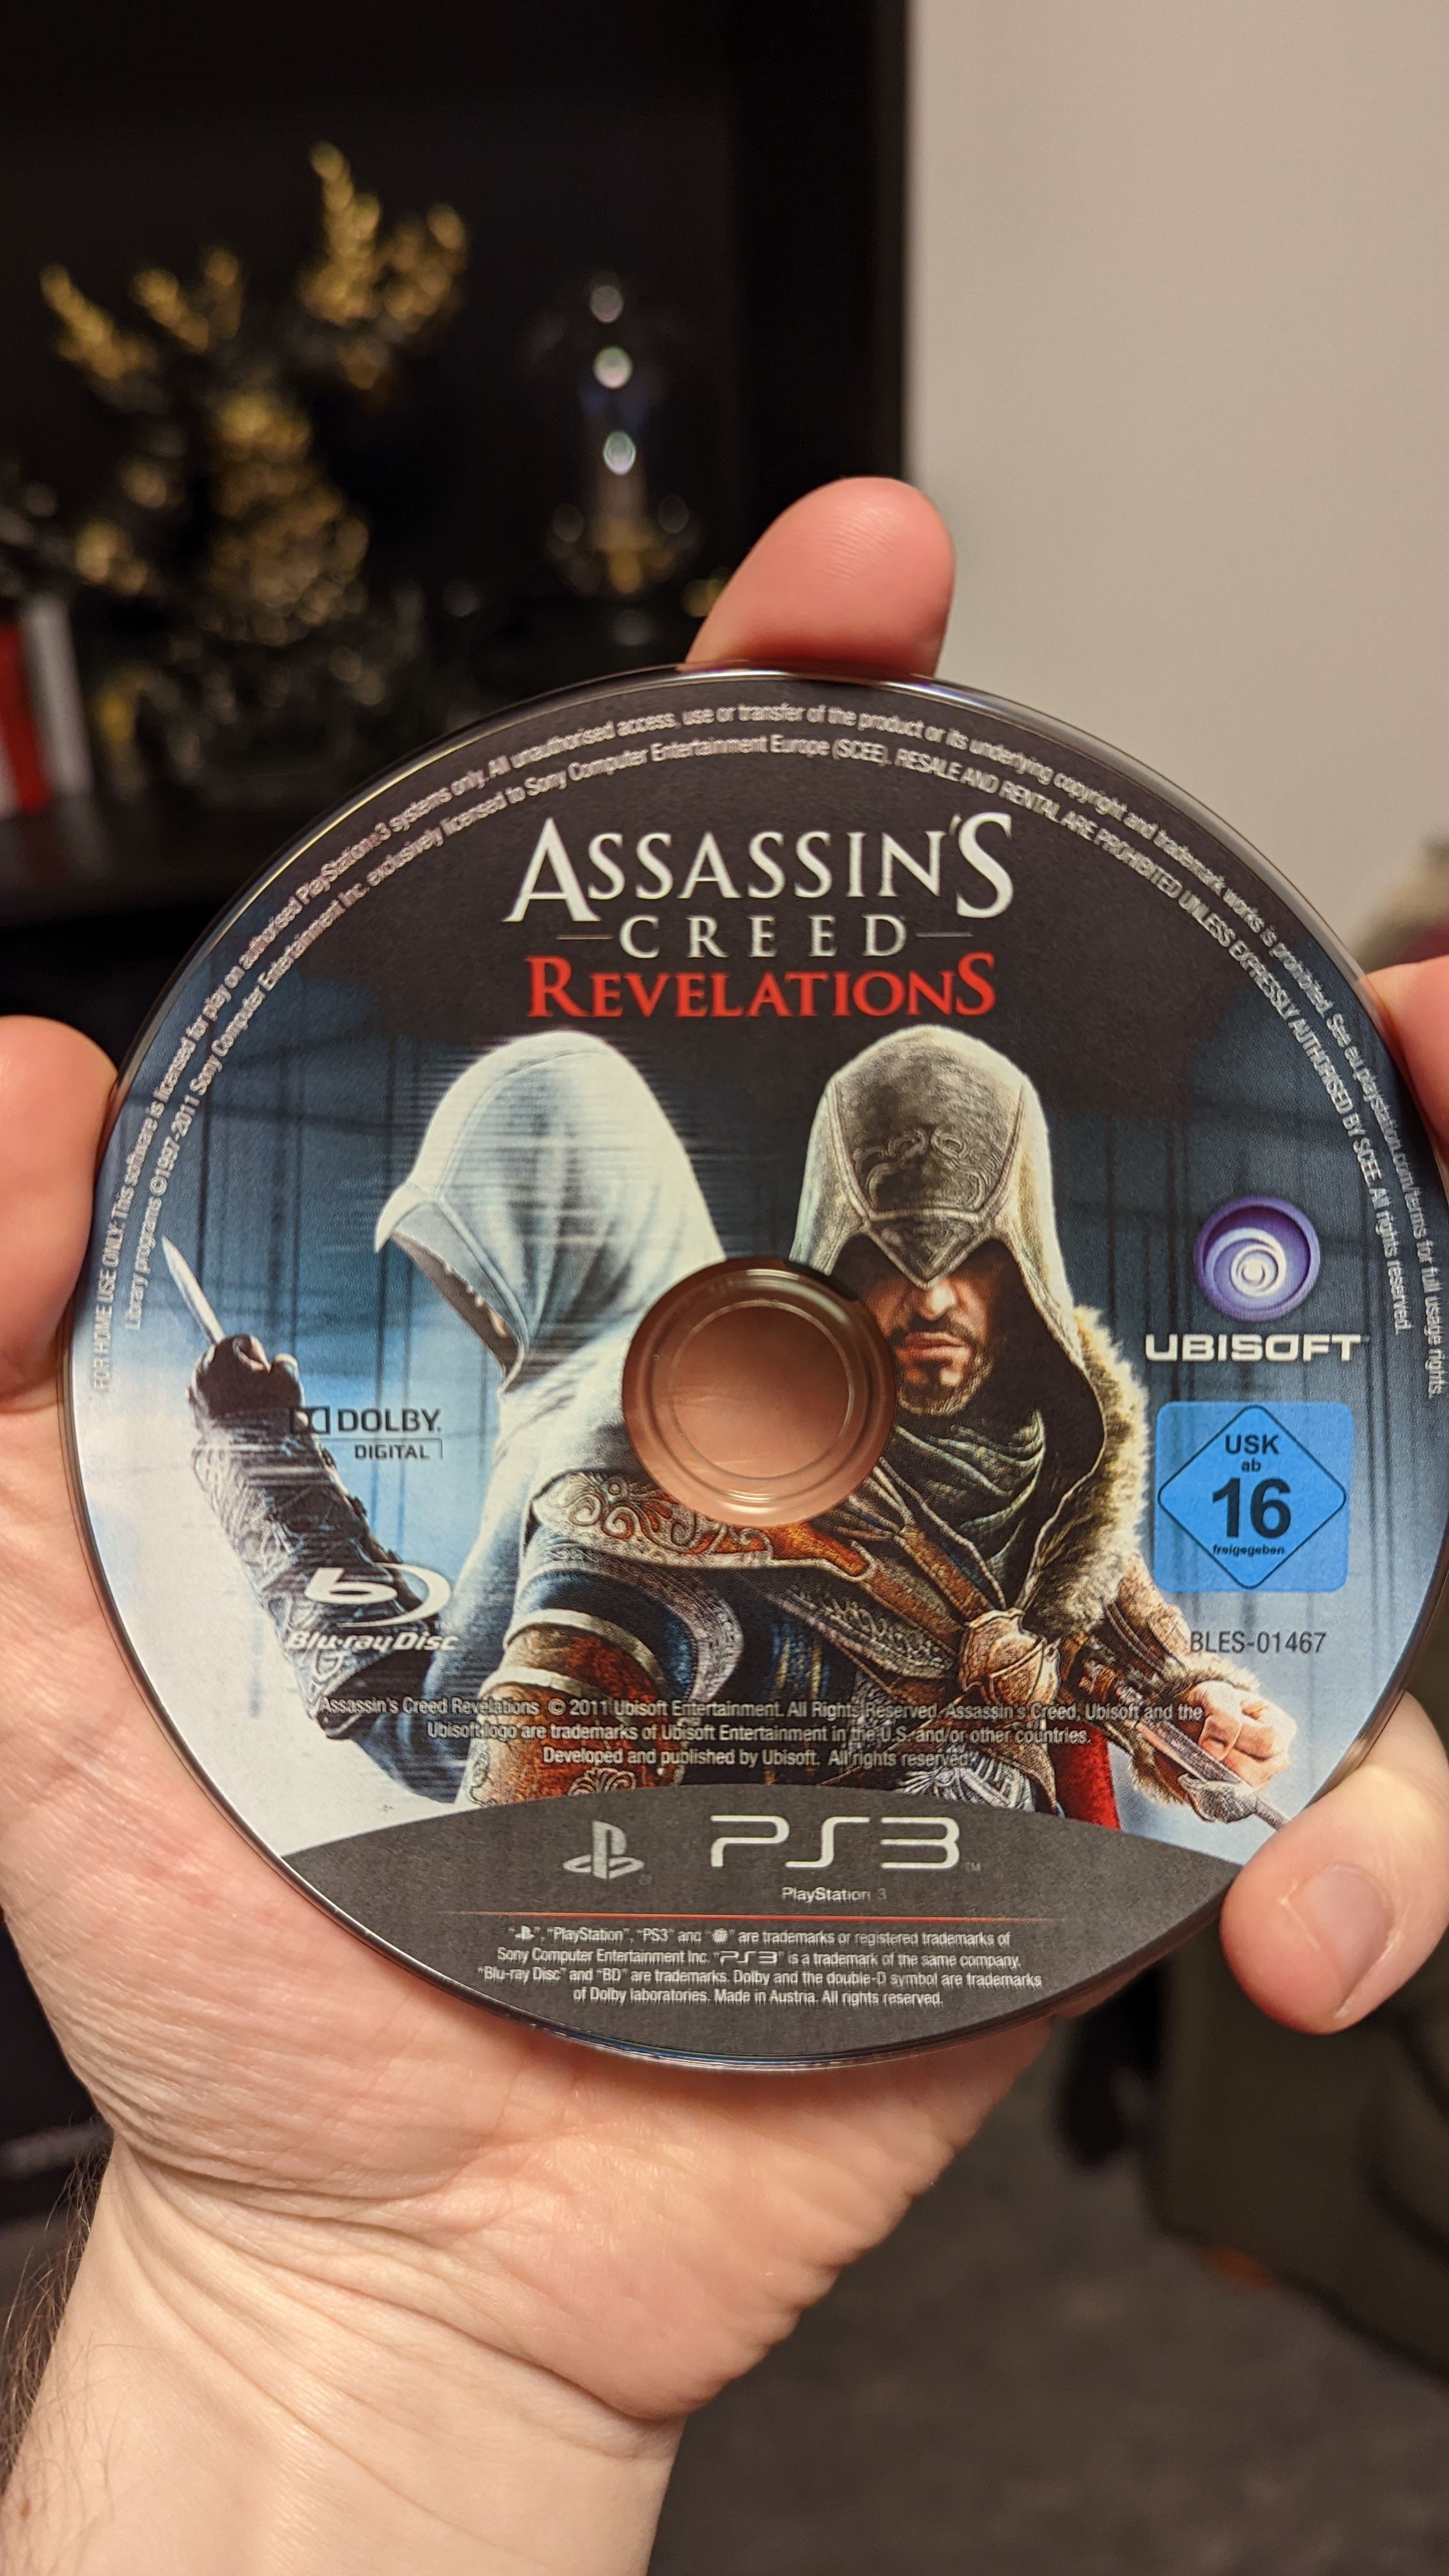 FOR HOME USE ONLY. This software is licensed for play on authorised PlayStation®3 systems only. All unauthorised access, use or transfer of the product or its underlying copyright and trademark works is prohibited. See eu.playstation.com/terms for full usage rights.
Library programs ©1997-2011 Sony Computer Entertainment Inc. exclusively licensed to Sony Computer Entertainment Europe (SCEE). RESALE AND RENTAL ARE PROHIBITED UNLESS EXPRESSLY AUTHORISED BY SCEE. All rights reserved.
ASSASSIN'S
CREED
REVELATIONS
UBISOFT
DOLBY
DIGITAL
USK
ab
16
freigegeben
Blu-ray Disc
BLES-01467
Assassin's Creed Revelations © 2011 Ubisoft Entertainment. All Rights Reserved. Assassin's Creed, Ubisoft and the
Ubisoft logo are trademarks of Ubisoft Entertainment in the U.S. and/or other countries.
Developed and published by Ubisoft. All rights reserved.
PS3™
PlayStation 3
" ", "PlayStation", "PS3" and " " are trademarks or registered trademarks of
Sony Computer Entertainment Inc. "PS3" is a trademark of the same company.
"Blu-ray Disc" and "BD" are trademarks. Dolby and the double-D symbol are trademarks
of Dolby laboratories. Made in Austria. All rights reserved.